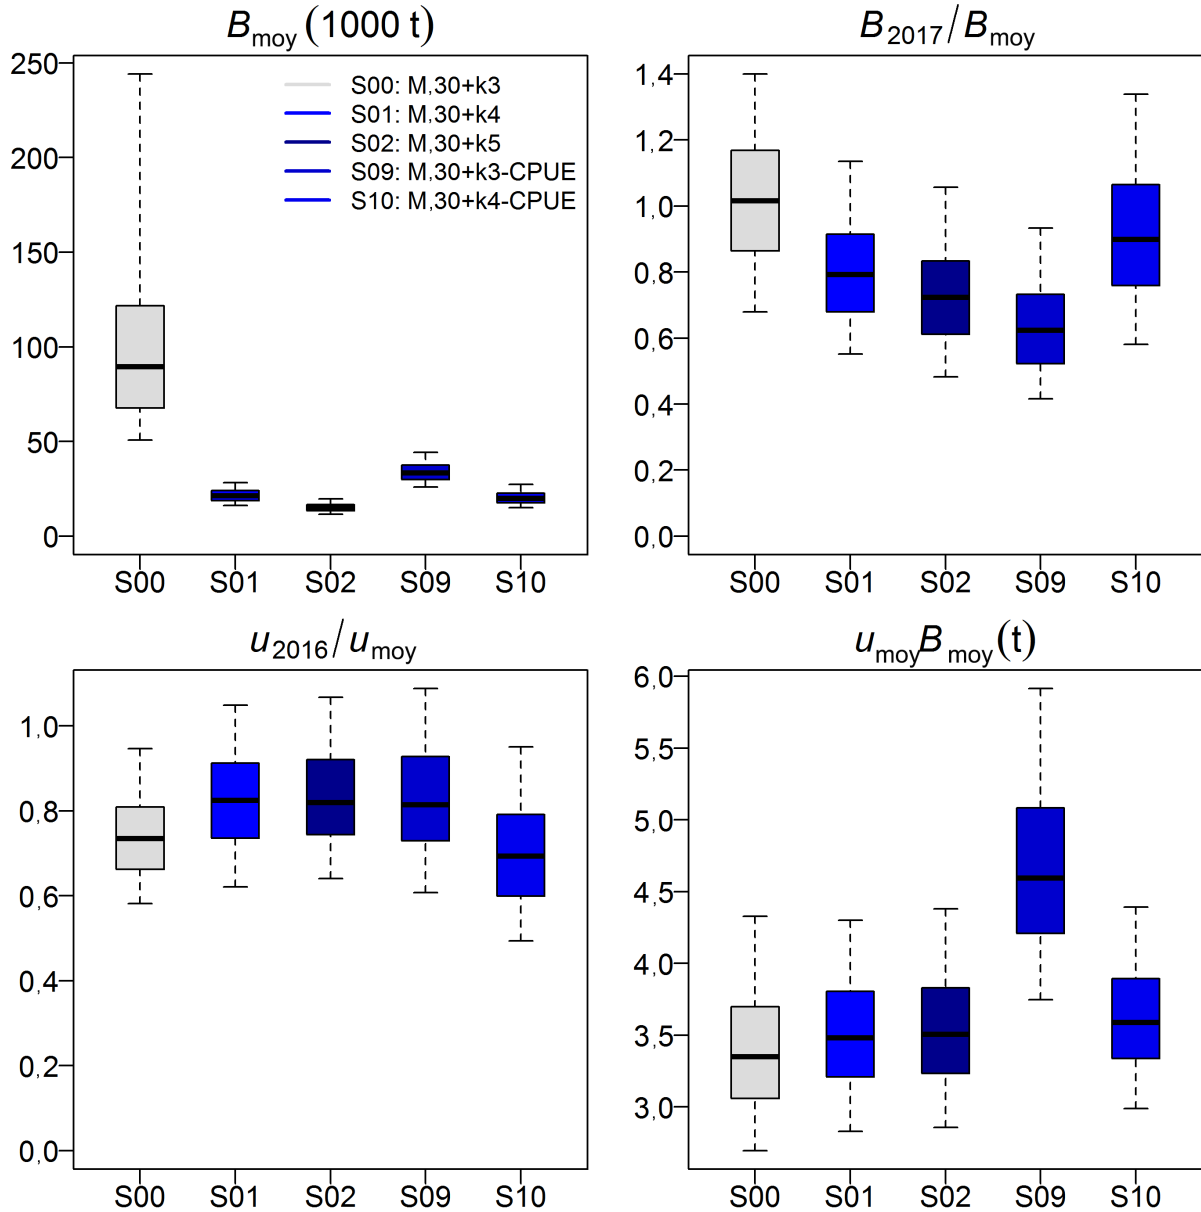 B moy (1000 t)
250
200
150
100
50
0
S00: M,30+k3
S01: M,30+k4
S02: M,30+k5
S09: M,30+k3-CPUE
S10: M,30+k4-CPUE
S00 S01 S02 S09 S10
B 2017 / B moy
1,4
1,2
1,0
0,8
0,6
0,4
0,2
0,0
S00 S01 S02 S09 S10
u 2016 / u moy
1,0
0,8
0,6
0,4
0,2
0,0
S00 S01 S02 S09 S10
u moy B moy (t)
6,0
5,5
5,0
4,5
4,0
3,5
3,0
S00 S01 S02 S09 S10